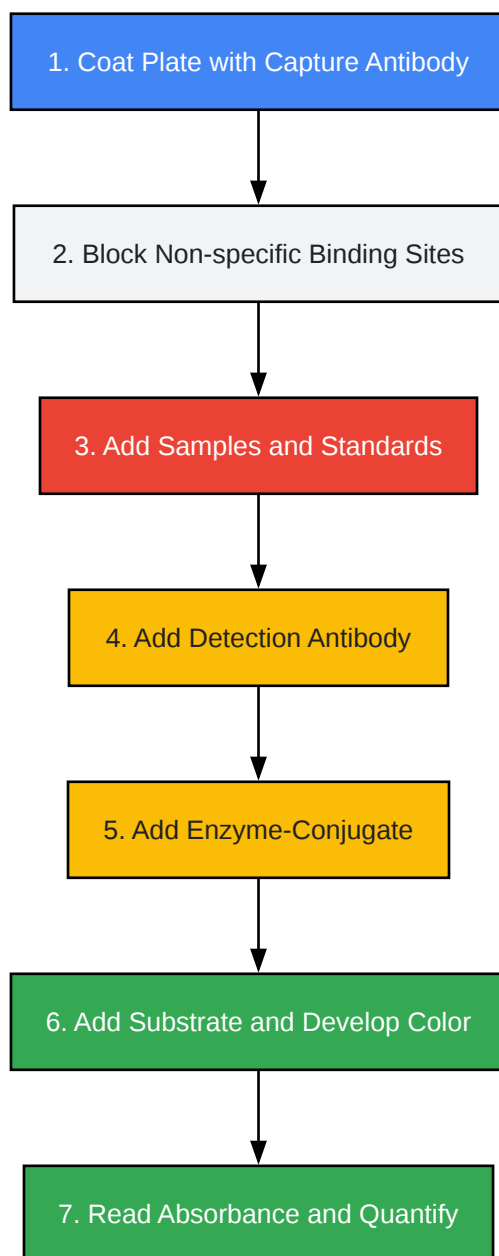 1. Coat Plate with Capture Antibody
2. Block Non-specific Binding Sites
3. Add Samples and Standards
4. Add Detection Antibody
5. Add Enzyme-Conjugate
6. Add Substrate and Develop Color
7. Read Absorbance and Quantify